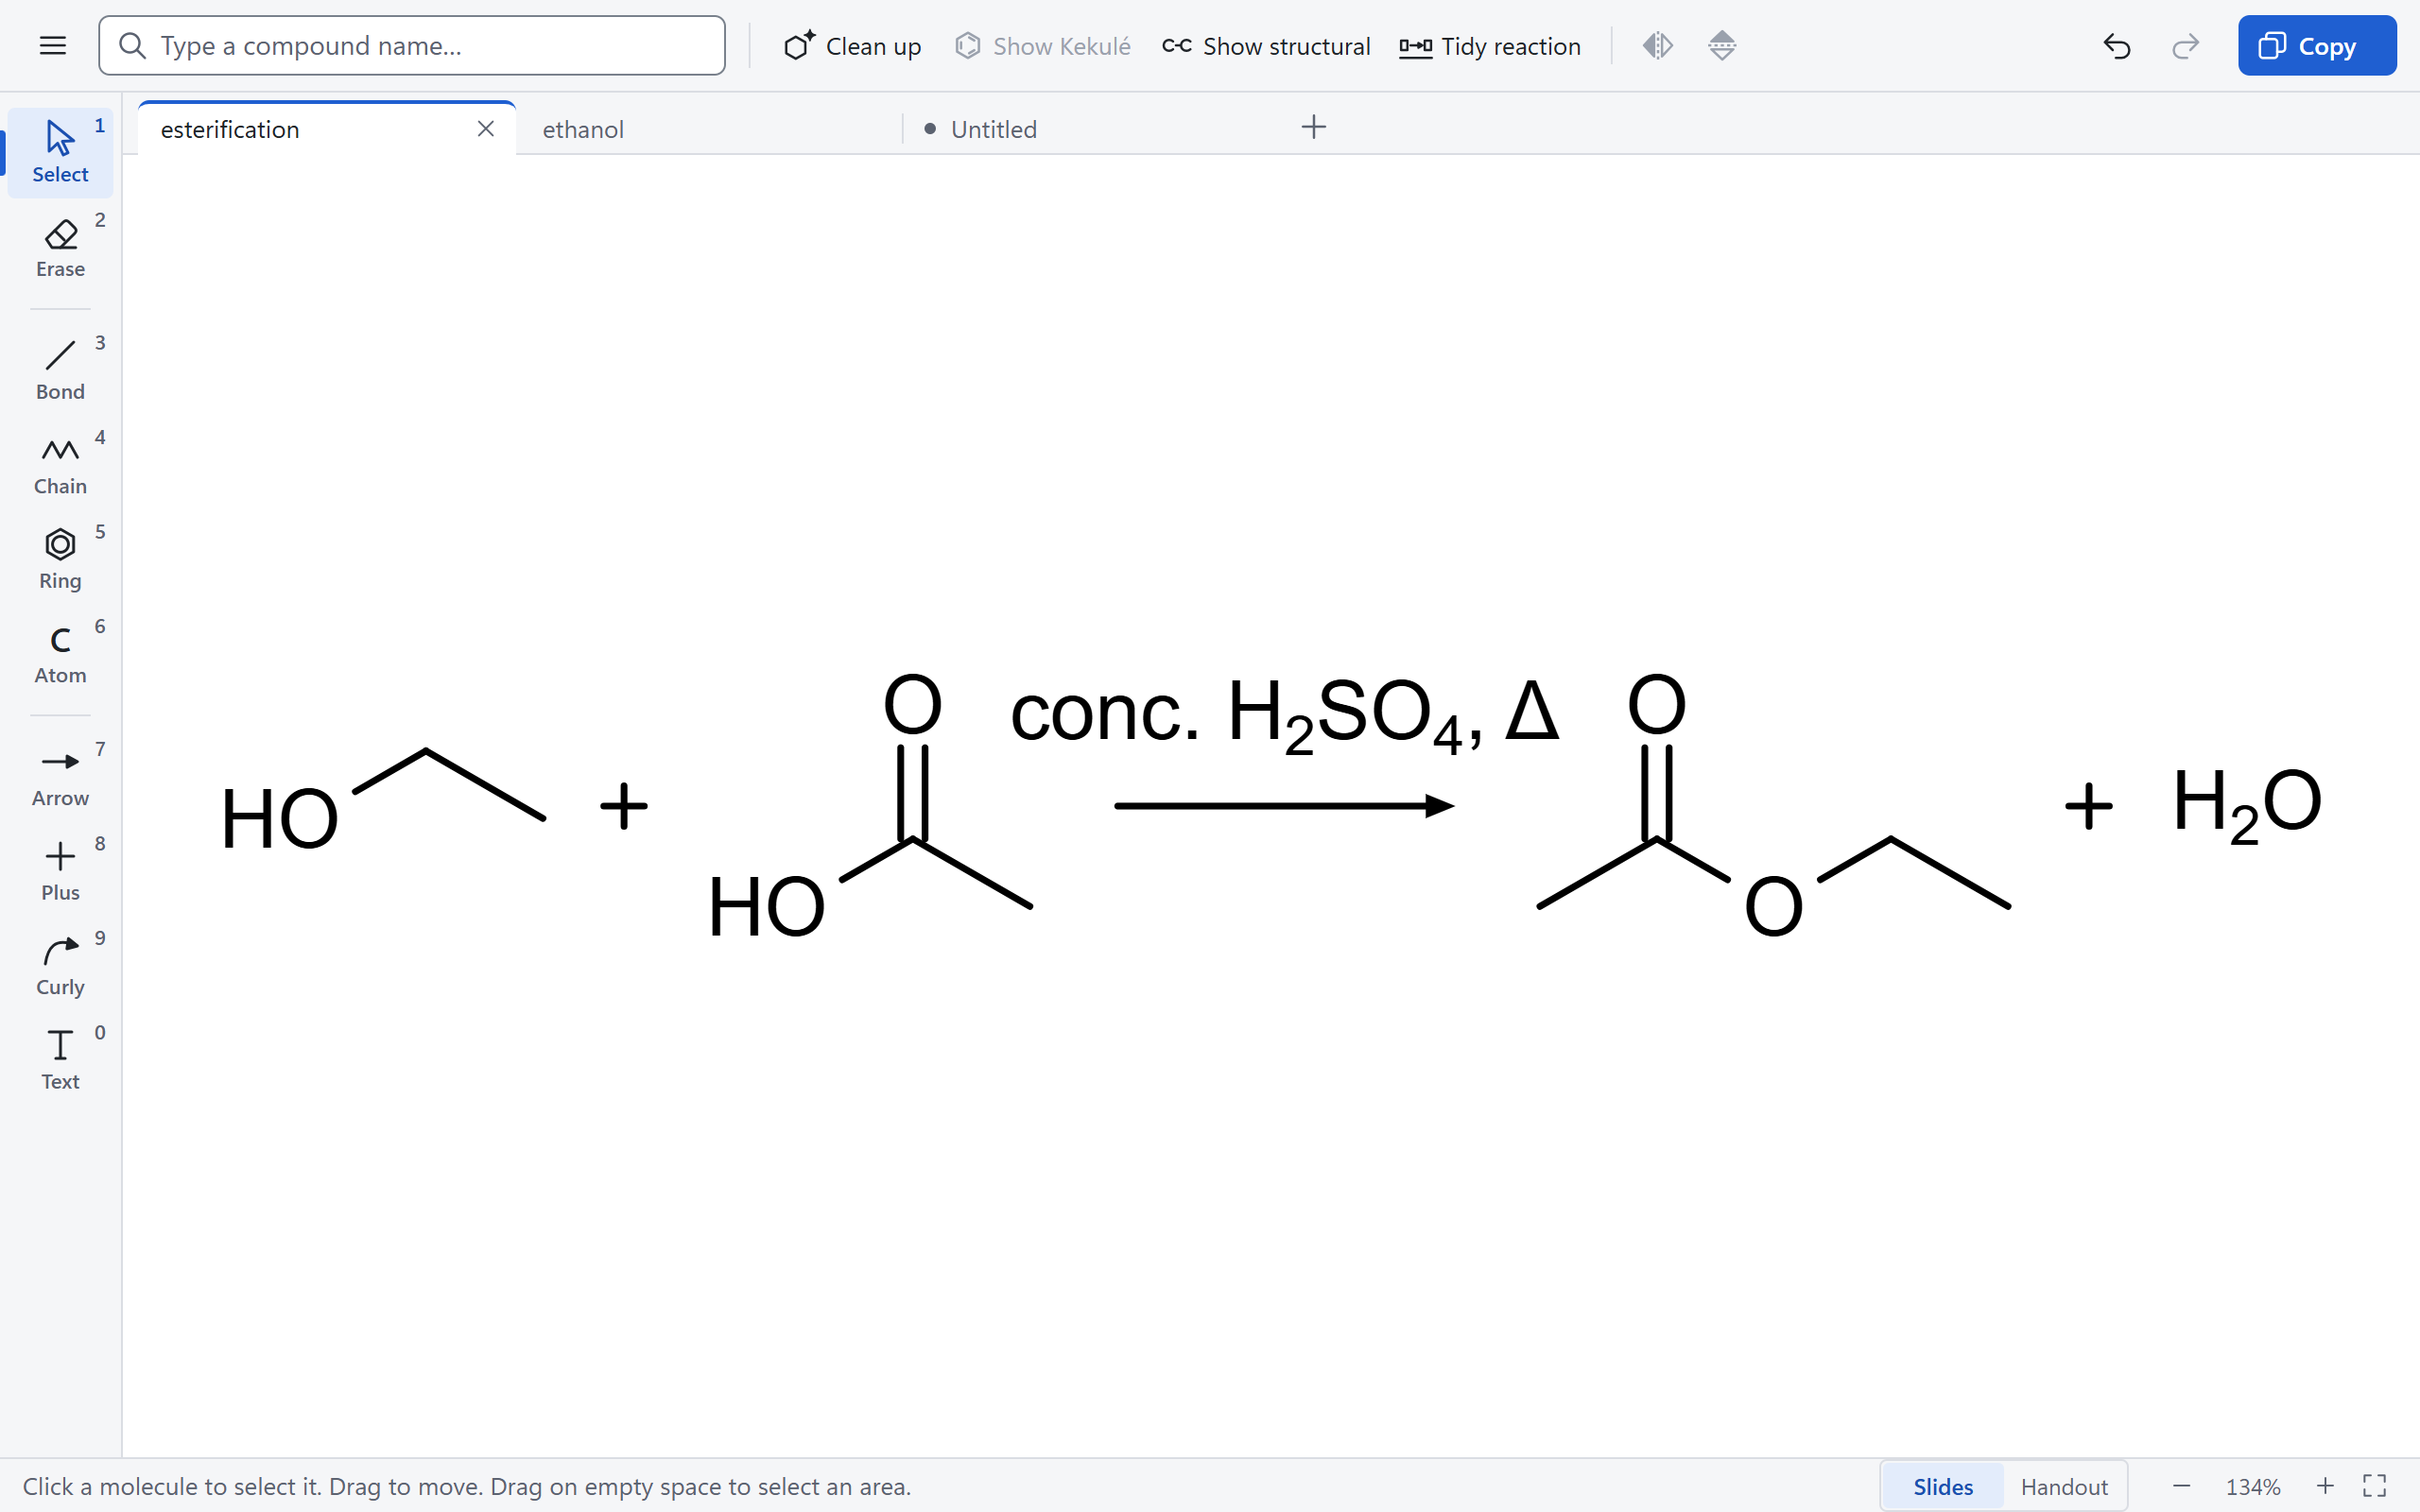 Type a compound name...
Clean up
Show Kekulé
C-C Show structural
Tidy reaction
Copy
esterification
ethanol
Untitled
1
Select
2
Erase
3
Bond
4
Chain
5
Ring
6
C
Atom
7
Arrow
8
Plus
9
Curly
0
T
Text
HO
+
O
HO
conc. H₂SO₄, Δ
O
O
+ H₂O
Click a molecule to select it. Drag to move. Drag on empty space to select an area.
Slides
Handout
134%